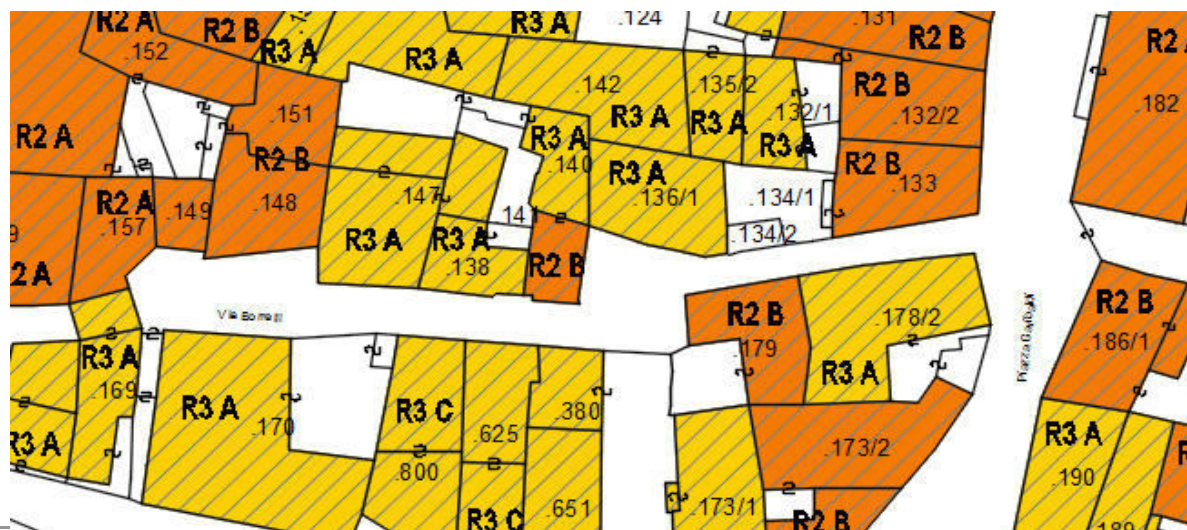 R2 A
.152
R2 B
R3 A
R3 A
R3 A
.124
.131
R2 B
R2
.182
.151
.142
.135/2
.132/1
R2 B
.132/2
R2 A
R2 B
R3 A
.140
R3 A
R3 A
R3 A
R2 A
.157
.149
.148
.147
R3 A
.136/1
.134/1
R2 B
.133
2 A
R3 A
R3 A
.138
.141
R2 B
.134/2
R2 B
.179
.178/2
R3 A
R2 B
.186/1
R3 A
.169
R3 A
R3 A
.170
R3 C
.800
.625
.380
R3 C
.651
.173/1
.173/2
R2 B
R3 A
.190
.189